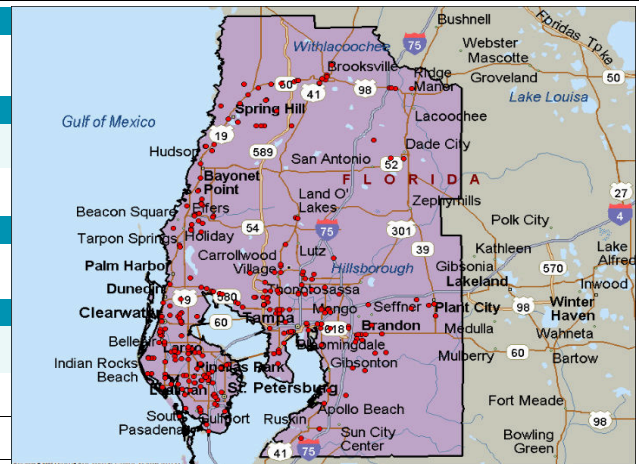 Bushnell
Floridas Tpke
Withlacoochee
75
Webster
Mascotte
Brooksville
Ridge
Manor
Groveland
50
50
41
98
Lake Louisa
Spring Hill
Lacoochee
Gulf of Mexico
19
Dade City
Hudson
589
San Antonio
52
Bayonet
Point
FLORIDA
27
Land O'
Lakes
Zephyrhills
Beacon Square
Elfers
4
Polk City
Tarpon Springs
Holiday
54
75
301
39
Kathleen
Lake
Alfred
Carrollwood
Village
Lutz
Palm Harbor
Hillsborough
Gibsonia
570
Lakeland
Inwood
Dunedin
19
580
Thonotosassa
Clearwater
60
Tampa
Mango
Seffner
Plant City
98
Winter
Haven
618
Brandon
Medulla
Wahneta
Belleair
Largo
Bloomingdale
Mulberry
60
Bartow
Indian Rocks
Beach
Pinellas Park
Gibsonton
Lealman
St. Petersburg
Fort Meade
South
Pasadena
Gulfport
Ruskin
Apollo Beach
98
Sun City
Center
Bowling
Green
41
75